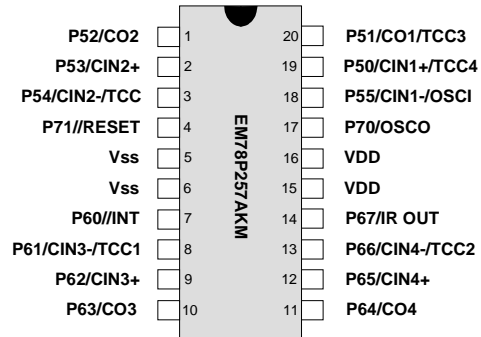 P52/CO2 1 20 P51/CO1/TCC3
P53/CIN2+ 2 19 P50/CIN1+/TCC4
P54/CIN2-/TCC 3 18 P55/CIN1-/OSCI
P71//RESET 4 17 P70/OSCO
Vss 5 16 VDD
Vss 6 15 VDD
P60//INT 7 14 P67/IR OUT
P61/CIN3-/TCC1 8 13 P66/CIN4-/TCC2
P62/CIN3+ 9 12 P65/CIN4+
P63/CO3 10 11 P64/CO4
EM78P257AKM